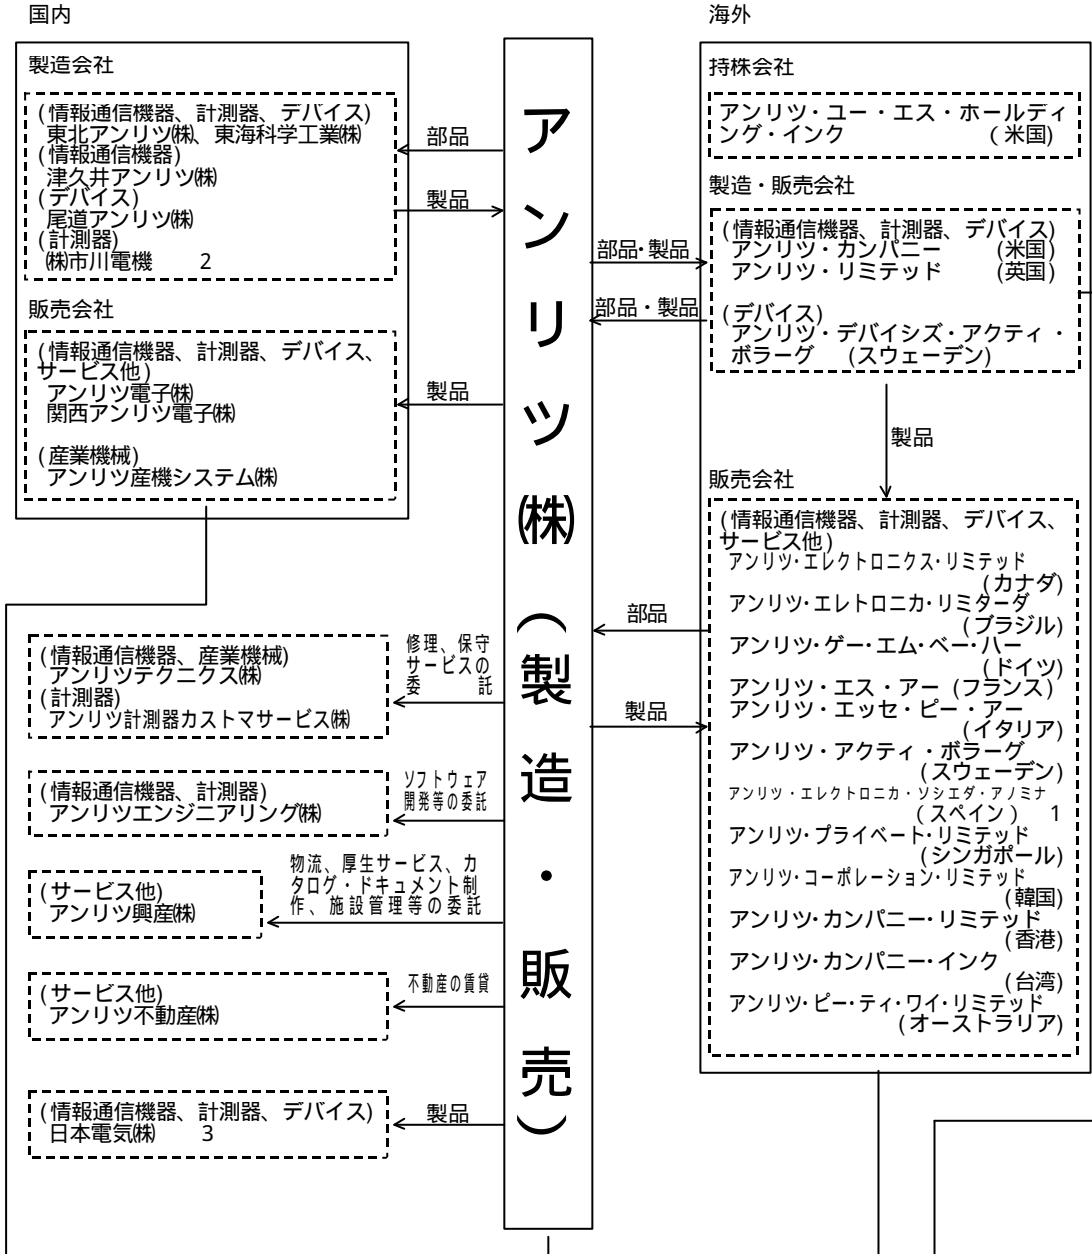 国内
製造会社
(情報通信機器、計測器、デバイス)
東北アンリツ㈱、東海科学工業㈱
(情報通信機器)
津久井アンリツ㈱
(デバイス)
尾道アンリツ㈱
(計測器)
㈱市川電機 2
販売会社
(情報通信機器、計測器、デバイス、
サービス他)
アンリツ電子㈱
関西アンリツ電子㈱
(産業機械)
アンリツ産機システム㈱
部品
製品
製品
(情報通信機器、産業機械)
アンリツテクニクス㈱
(計測器)
アンリツ計測器カストマサービス㈱
修理、保守
サービスの
委託
(情報通信機器、計測器)
アンリツエンジニアリング㈱
ソフトウェア
開発等の委託
(サービス他)
アンリツ興産㈱
物流、厚生サービス、カ
タログ・ドキュメント制
作、施設管理等の委託
(サービス他)
アンリツ不動産㈱
不動産の賃貸
(情報通信機器、計測器、デバイス)
日本電気㈱ 3
製品
アンリツ㈱(製造・販売)
部品・製品
部品・製品
部品
製品
海外
持株会社
アンリツ・ユー・エス・ホールディ
ング・インク (米国)
製造・販売会社
(情報通信機器、計測器、デバイス)
アンリツ・カンパニー (米国)
アンリツ・リミテッド (英国)
(デバイス)
アンリツ・デバイシズ・アクティ・
ボラーグ (スウェーデン)
製品
販売会社
(情報通信機器、計測器、デバイス、
サービス他)
アンリツ・エレクトロニクス・リミテッド
(カナダ)
アンリツ・エレトロニカ・リミターダ
(ブラジル)
アンリツ・ゲー・エム・ベー・ハー
(ドイツ)
アンリツ・エス・アー (フランス)
アンリツ・エッセ・ピー・アー
(イタリア)
アンリツ・アクティ・ボラーグ
(スウェーデン)
アンリツ・エレクトロニカ・ソシエダ・アノミナ
(スペイン) 1
アンリツ・プライベート・リミテッド
(シンガポール)
アンリツ・コーポレーション・リミテッド
(韓国)
アンリツ・カンパニー・リミテッド
(香港)
アンリツ・カンパニー・インク
(台湾)
アンリツ・ピー・ティ・ワイ・リミテッド
(オーストラリア)